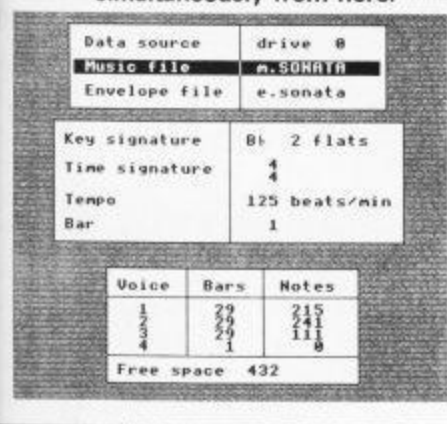 simultaneously from here.
Data source drive 0
Music file m.SONATA
Envelope file e.sonata
Key signature B♭ 2 flats
Time signature 4
4
Tempo 125 beats/min
Bar 1
Voice Bars Notes
1 29 215
2 29 241
3 29 111
4 1 0
Free space 432